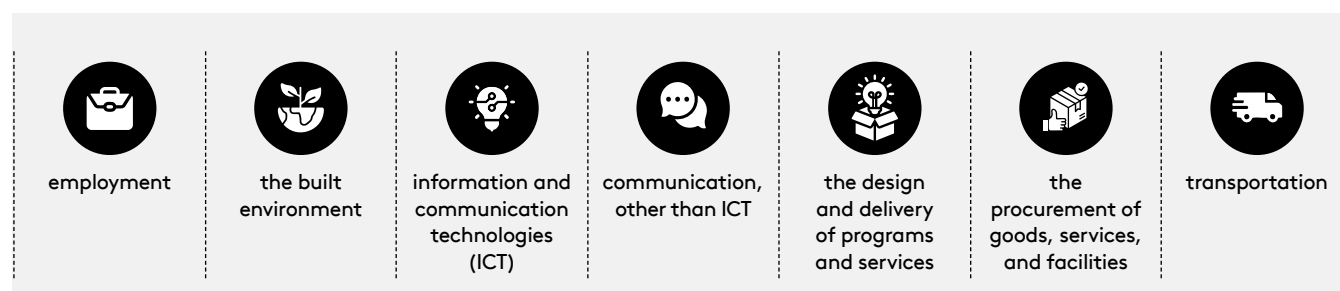 employment
the built
environment
information and
communication
technologies
(ICT)
communication,
other than ICT
the design
and delivery
of programs
and services
the
procurement of
goods, services,
and facilities
transportation